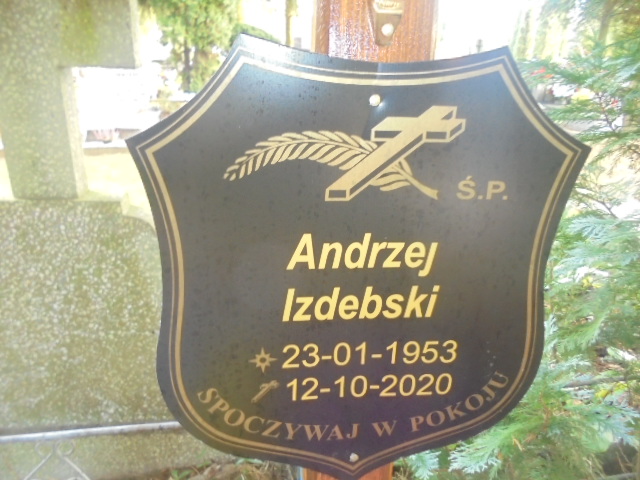 Ś.P.
Andrzej
Izdebski
23-01-1953
12-10-2020
SPOCZYWAJ W POKOJU